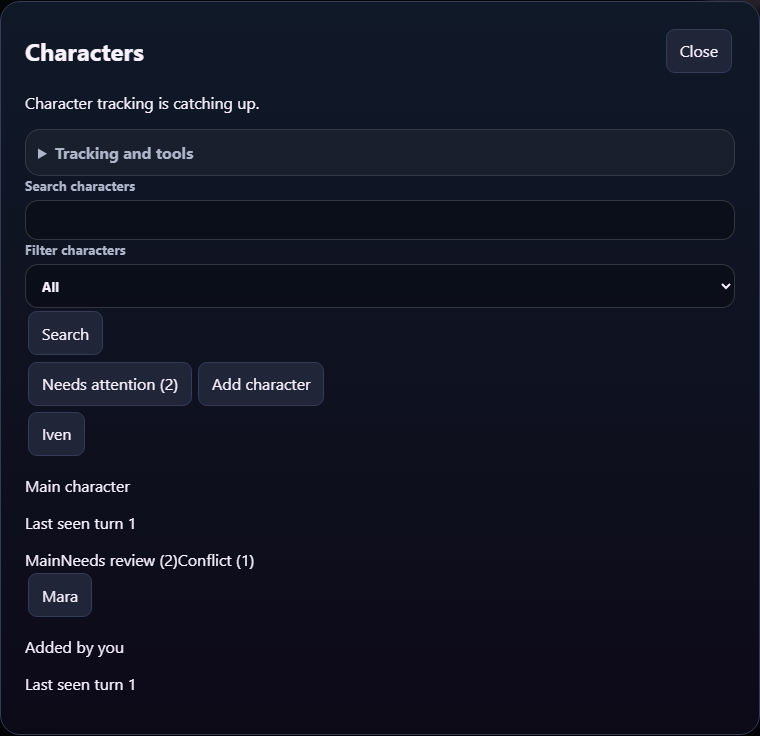 Characters
Close
Character tracking is catching up.
Tracking and tools
Search characters
Filter characters
All
Search
Needs attention (2) Add character
Iven
Main character
Last seen turn 1
MainNeeds review (2)Conflict (1)
Mara
Added by you
Last seen turn 1